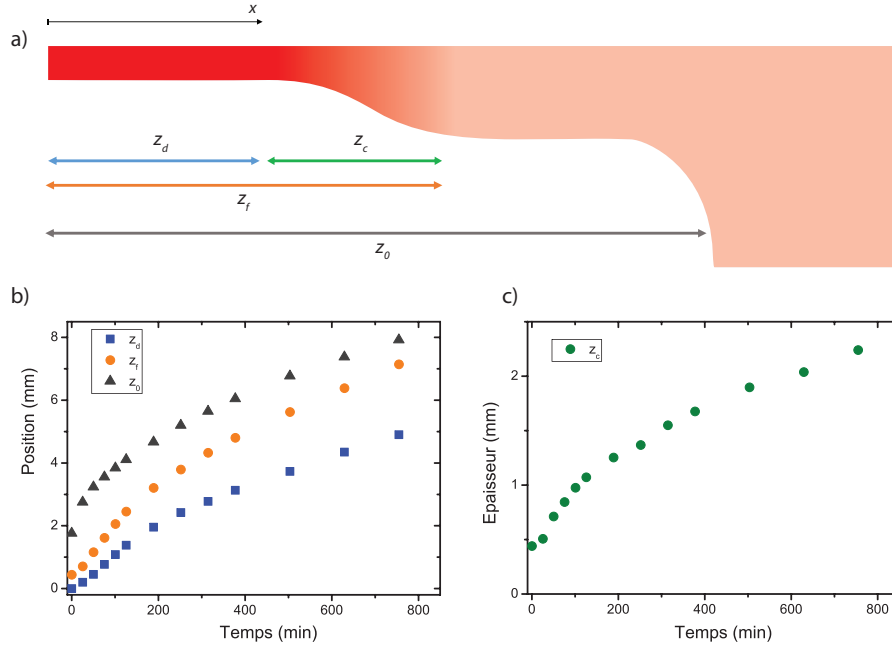 x
a)
z_d
z_c
z_f
z_0
b)
z_d
z_f
z_0
8
6
4
2
0
Position (mm)
0
200
400
600
800
Temps (min)
c)
z_c
2
1
0
Epaisseur (mm)
0
200
400
600
800
Temps (min)